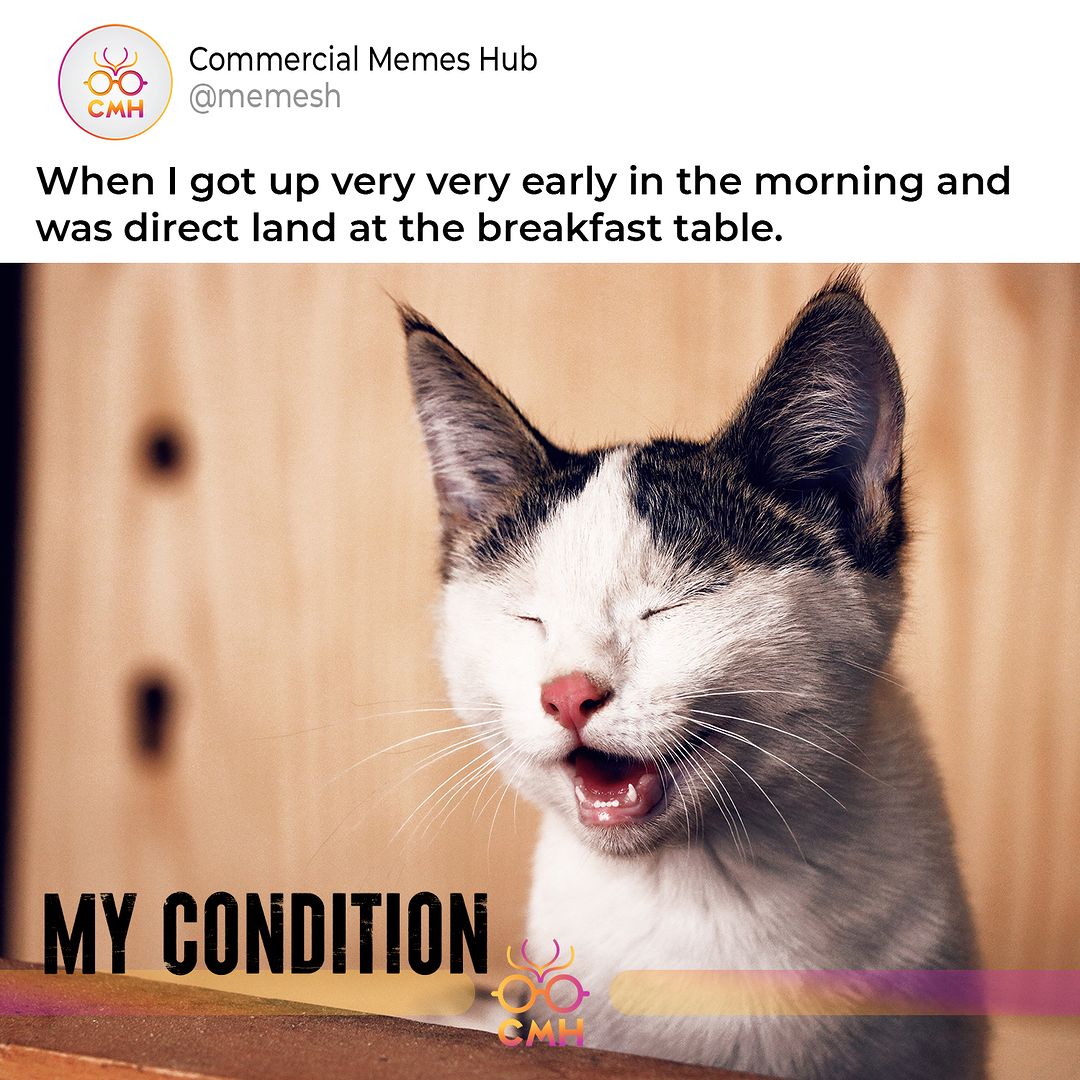 CMH
Commercial Memes Hub
@memesh
When I got up very very early in the morning and
was direct land at the breakfast table.
MY CONDITION
CMH